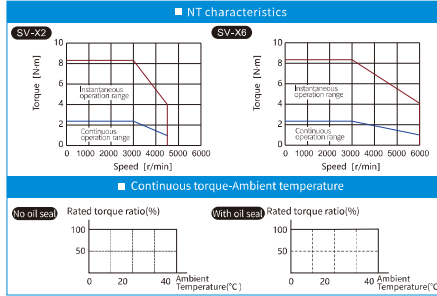 ■ NT characteristics
SV-X2
SV-X6
Torque [N·m]
10
8
6
4
2
0
Instantaneous
operation range
Continuous
operation range
0 1000 2000 3000 4000 5000 6000
Speed [r/min]
Torque [N·m]
10
8
6
4
2
0
Instantaneous
operation range
Continuous
operation range
0 1000 2000 3000 4000 5000 6000
Speed [r/min]
■ Continuous torque-Ambient temperature
No oil seal
Rated torque ratio(%)
100
50
0 20 40
Ambient
Temperature(℃)
With oil seal
Rated torque ratio(%)
100
50
0 20 40
Ambient
Temperature(℃)